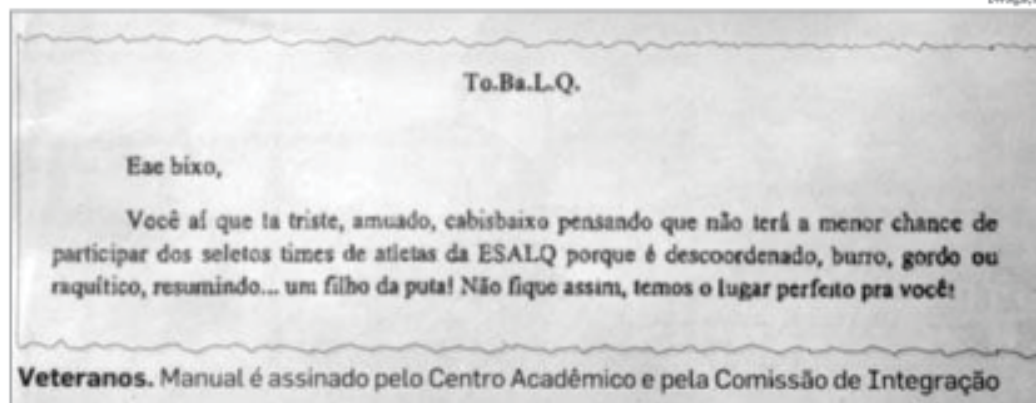 To.Ba.L.Q.
Eae bixo,
Você aí que ta triste, amuado, cabisbaixo pensando que não terá a menor chance de
participar dos seletos times de atletas da ESALQ porque é descoordenado, burro, gordo ou
raquítico, resumindo... um filho da puta! Não fique assim, temos o lugar perfeito pra você!
Veteranos. Manual é assinado pelo Centro Acadêmico e pela Comissão de Integração